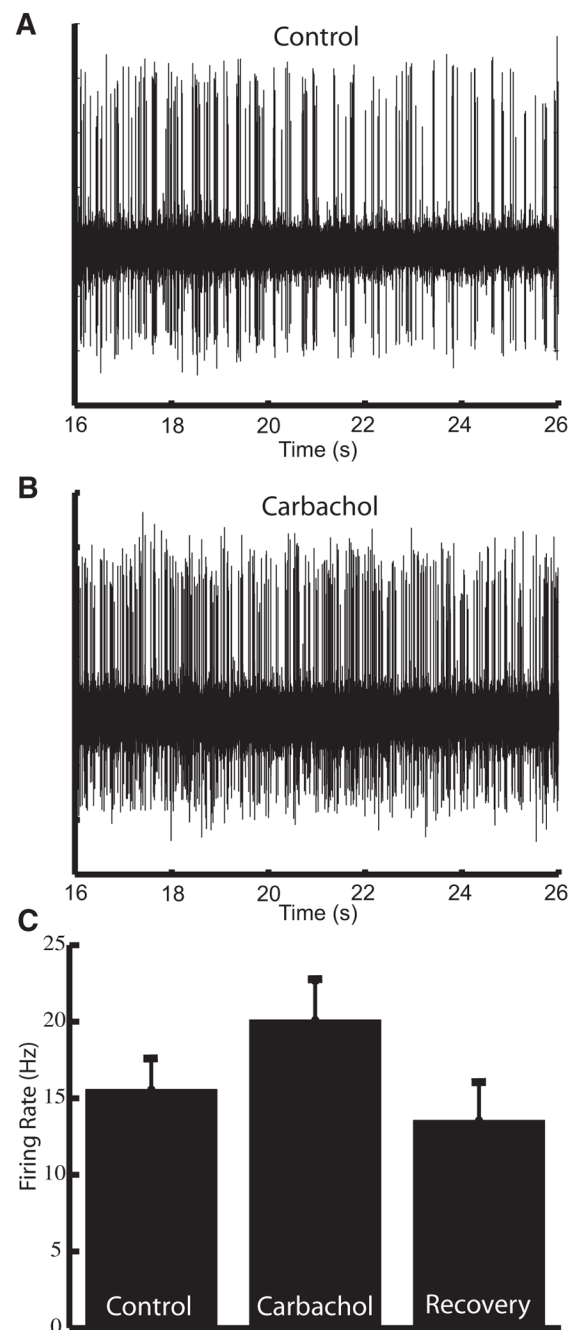 A
Control
16 18 20 22 24 26
Time (s)
B
Carbachol
16 18 20 22 24 26
Time (s)
C
25
20
15
10
5
0
Firing Rate (Hz)
Control Carbachol Recovery